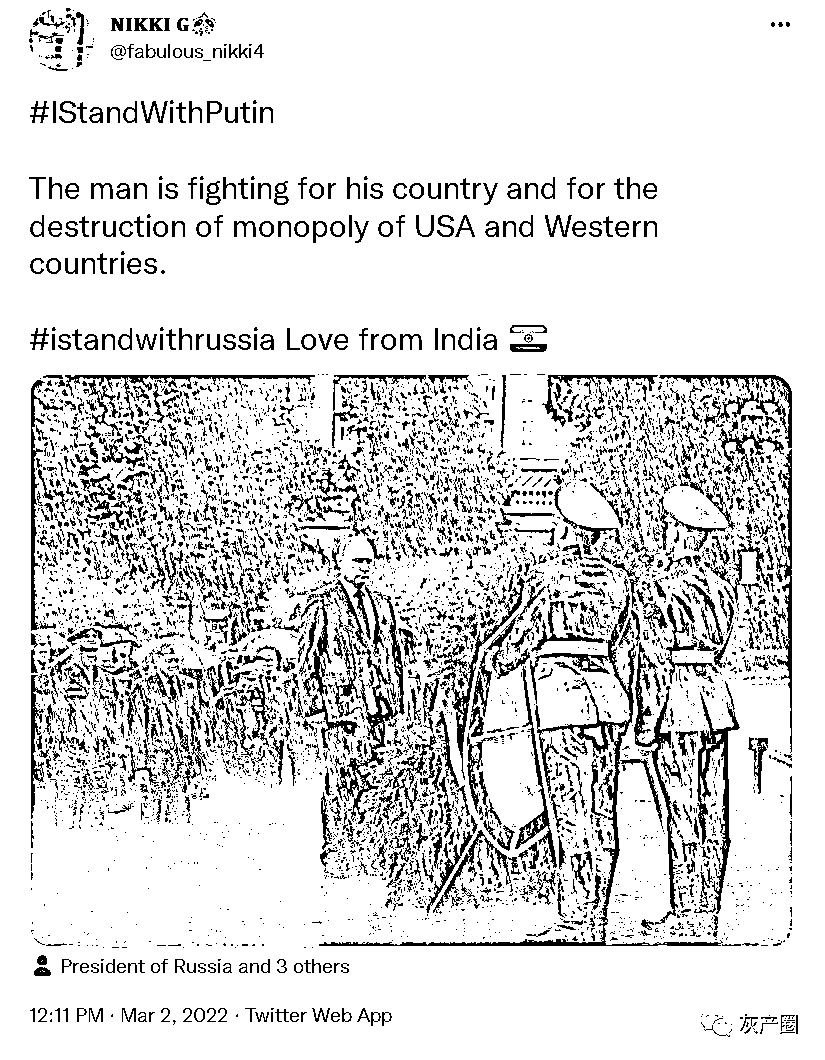 NIKKI G
@fabulous_nikki4
#IStandWithPutin
The man is fighting for his country and for the
destruction of monopoly of USA and Western
countries.
#istandwithrussia Love from India 🇮🇳
President of Russia and 3 others
12:11 PM · Mar 2, 2022 · Twitter Web App
灰产圈